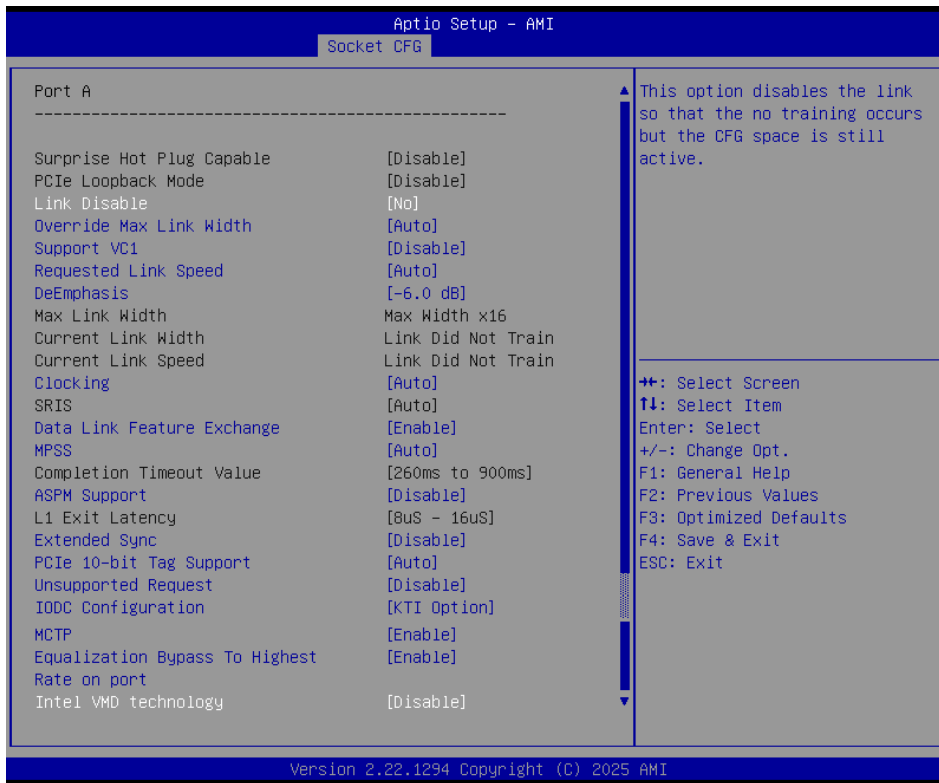 Aptio Setup – AMI
Socket CFG
Port A
--------------------------------------------------
Surprise Hot Plug Capable [Disable]
PCIe Loopback Mode [Disable]
Link Disable [No]
Override Max Link Width [Auto]
Support VC1 [Disable]
Requested Link Speed [Auto]
DeEmphasis [-6.0 dB]
Max Link Width Max Width x16
Current Link Width Link Did Not Train
Current Link Speed Link Did Not Train
Clocking [Auto]
SRIS [Auto]
Data Link Feature Exchange [Enable]
MPSS [Auto]
Completion Timeout Value [260ms to 900ms]
ASPM Support [Disable]
L1 Exit Latency [8uS - 16uS]
Extended Sync [Disable]
PCIe 10-bit Tag Support [Auto]
Unsupported Request [Disable]
IODC Configuration [KTI Option]
MCTP [Enable]
Equalization Bypass To Highest [Enable]
Rate on port
Intel VMD technology [Disable]
This option disables the link
so that the no training occurs
but the CFG space is still
active.
→←: Select Screen
↑↓: Select Item
Enter: Select
+/-: Change Opt.
F1: General Help
F2: Previous Values
F3: Optimized Defaults
F4: Save & Exit
ESC: Exit
Version 2.22.1294 Copyright (C) 2025 AMI